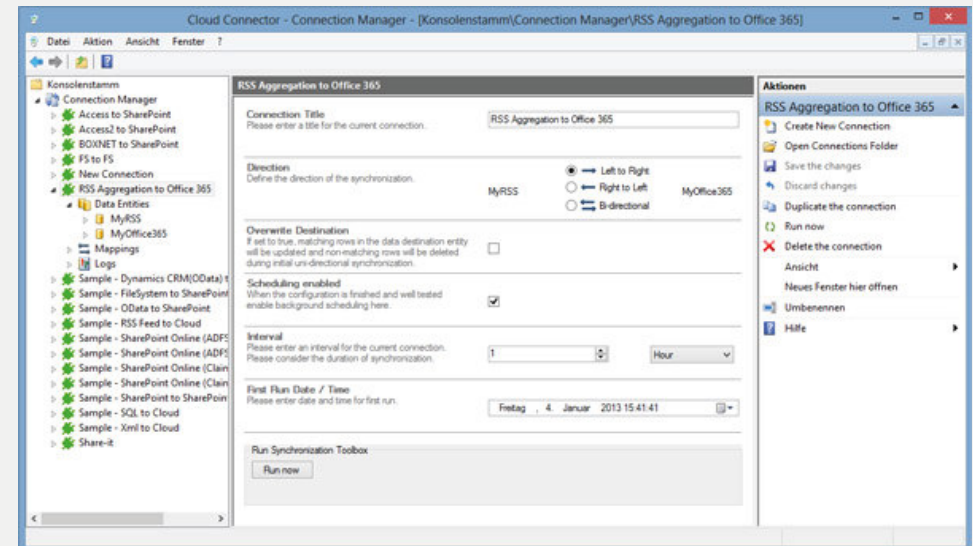 Cloud Connector - Connection Manager - [Konsolenstamm\Connection Manager\RSS Aggregation to Office 365]
Datei Aktion Ansicht Fenster ?
Konsolenstamm
Connection Manager
Access to SharePoint
Access2 to SharePoint
BOXNET to SharePoint
FS to FS
New Connection
RSS Aggregation to Office 365
Data Entities
MyRSS
MyOffice365
Mappings
Logs
Sample - Dynamics CRM(OData) t
Sample - FileSystem to SharePoint
Sample - OData to SharePoint
Sample - RSS Feed to Cloud
Sample - SharePoint Online (ADFS
Sample - SharePoint Online (ADFS
Sample - SharePoint Online (Clain
Sample - SharePoint Online (Clain
Sample - SharePoint to SharePoin
Sample - SQL to Cloud
Sample - Xml to Cloud
Share-it
RSS Aggregation to Office 365
Connection Title
Please enter a title for the current connection.
RSS Aggregation to Office 365
Direction
Define the direction of the synchronization.
MyRSS
Left to Right
Right to Left
Bi-directional
MyOffice365
Overwrite Destination
If set to true, matching rows in the data destination entity
will be updated and non-matching rows will be deleted
during initial uni-directional synchronization.
Scheduling enabled
When the configuration is finished and well tested
enable background scheduling here.
Interval
Please enter an interval for the current connection.
Please consider the duration of synchronization.
1
Hour
First Run Date / Time
Please enter date and time for first run.
Freitag , 4. Januar 2013 15:41:41
Run Synchronization Toolbox
Run now
Aktionen
RSS Aggregation to Office 365
Create New Connection
Open Connections Folder
Save the changes
Discard changes
Duplicate the connection
Run now
Delete the connection
Ansicht
Neues Fenster hier öffnen
Umbenennen
Hilfe